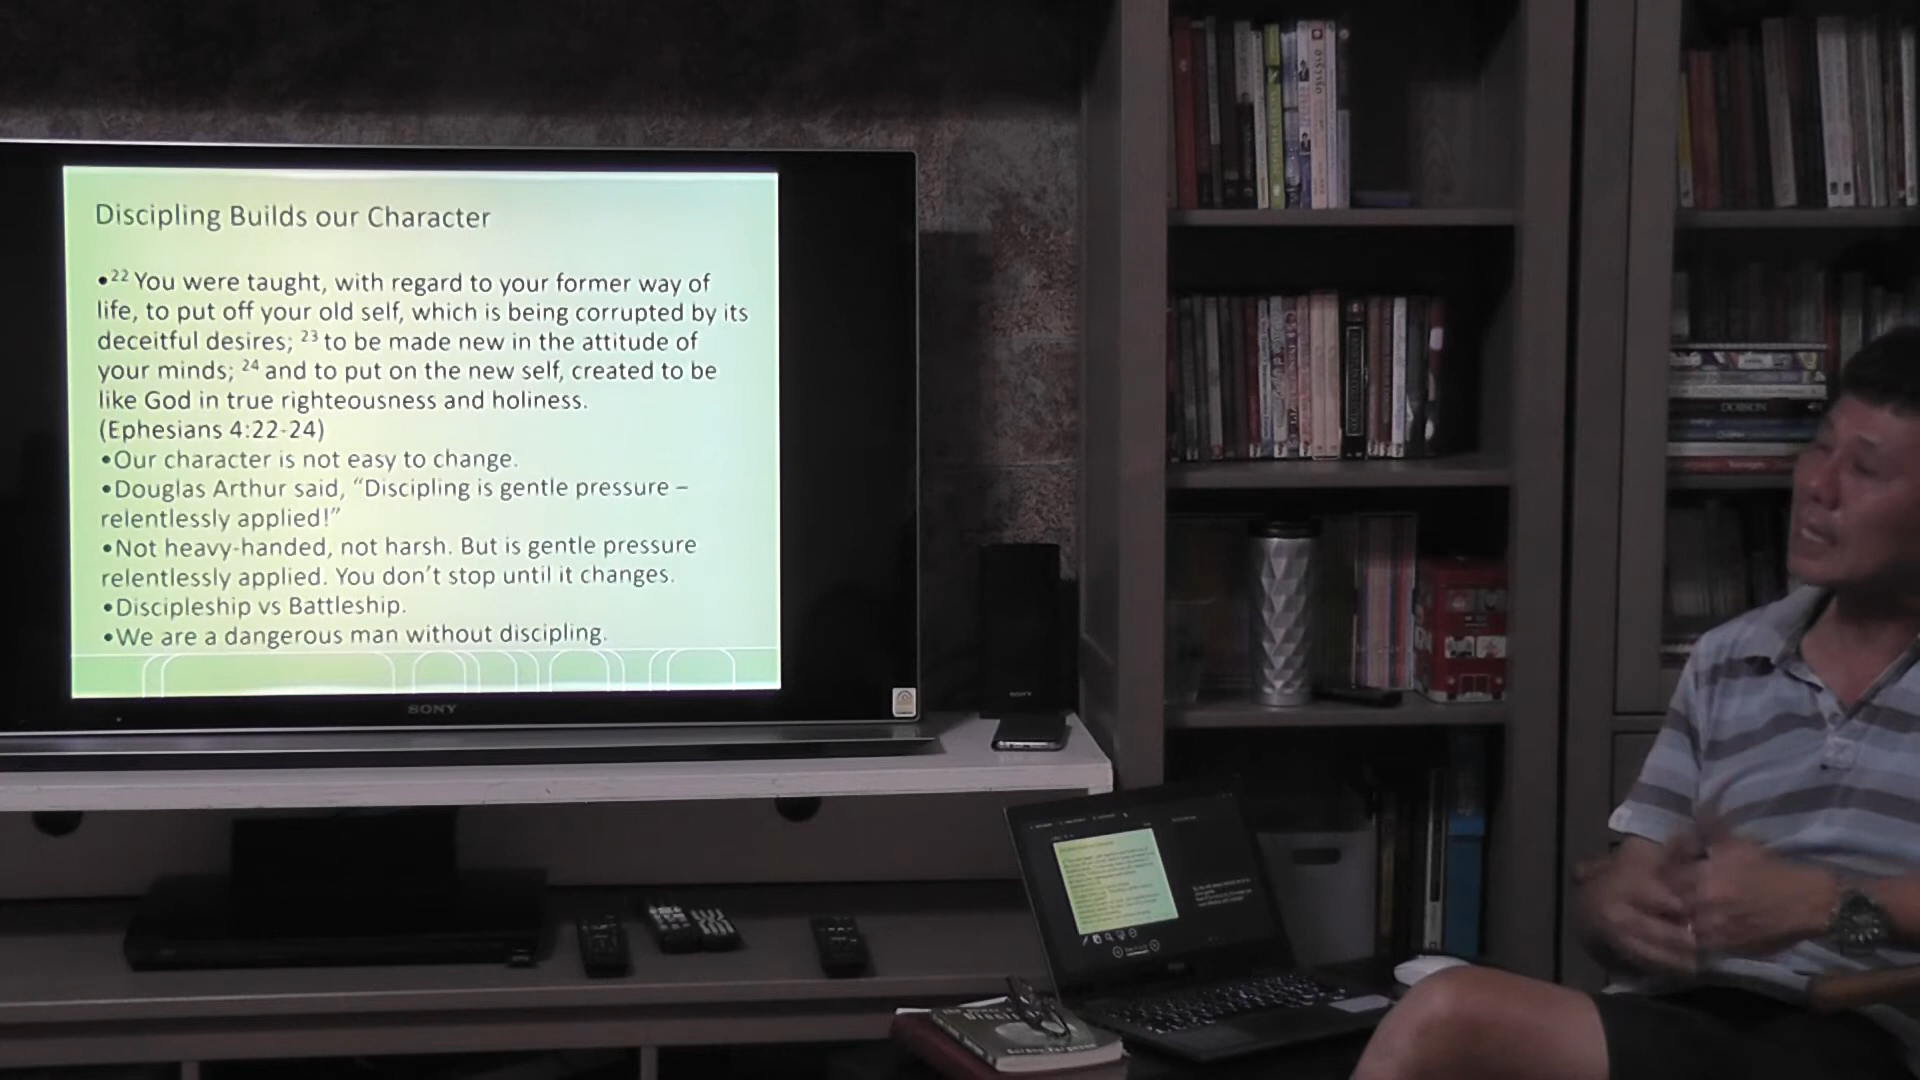 Discipling Builds our Character
•22 You were taught, with regard to your former way of
life, to put off your old self, which is being corrupted by its
deceitful desires; 23 to be made new in the attitude of
your minds; 24 and to put on the new self, created to be
like God in true righteousness and holiness.
(Ephesians 4:22-24)
•Our character is not easy to change.
•Douglas Arthur said, “Discipling is gentle pressure –
relentlessly applied!”
•Not heavy-handed, not harsh. But is gentle pressure
relentlessly applied. You don’t stop until it changes.
•Discipleship vs Battleship.
•We are a dangerous man without discipling.
SONY
SONY
DOBSON